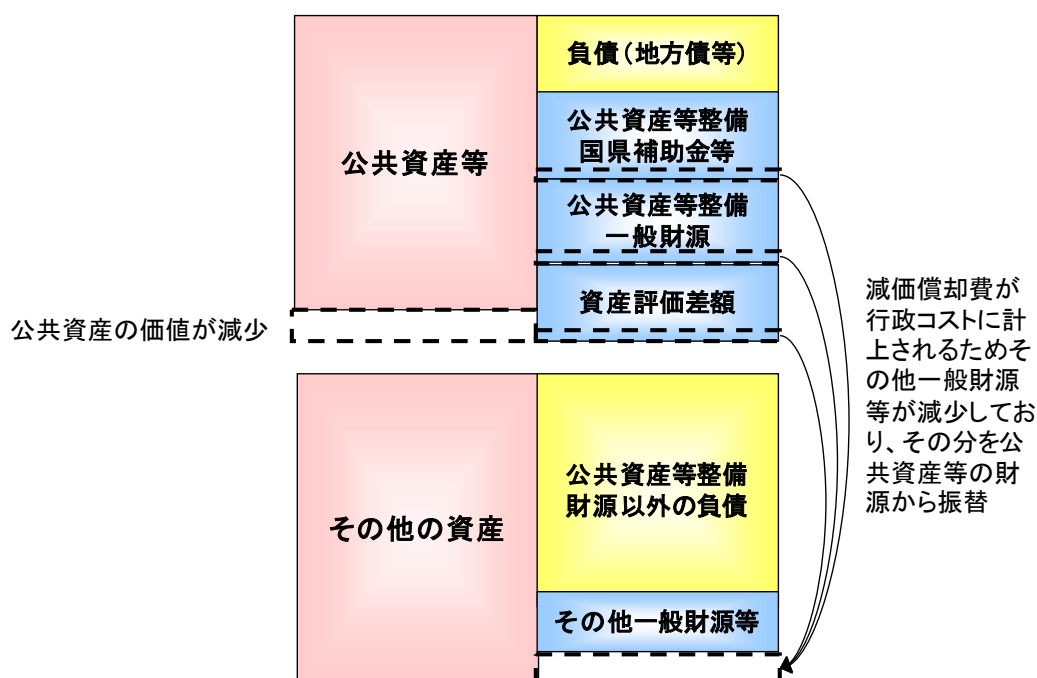 負債(地方債等)
公共資産等整備
国県補助金等
公共資産等
公共資産等整備
一般財源
資産評価差額
公共資産の価値が減少
減価償却費が
行政コストに計
上されるためそ
の他一般財源
等が減少してお
り、その分を公
共資産等の財
源から振替
公共資産等整備
財源以外の負債
その他の資産
その他一般財源等